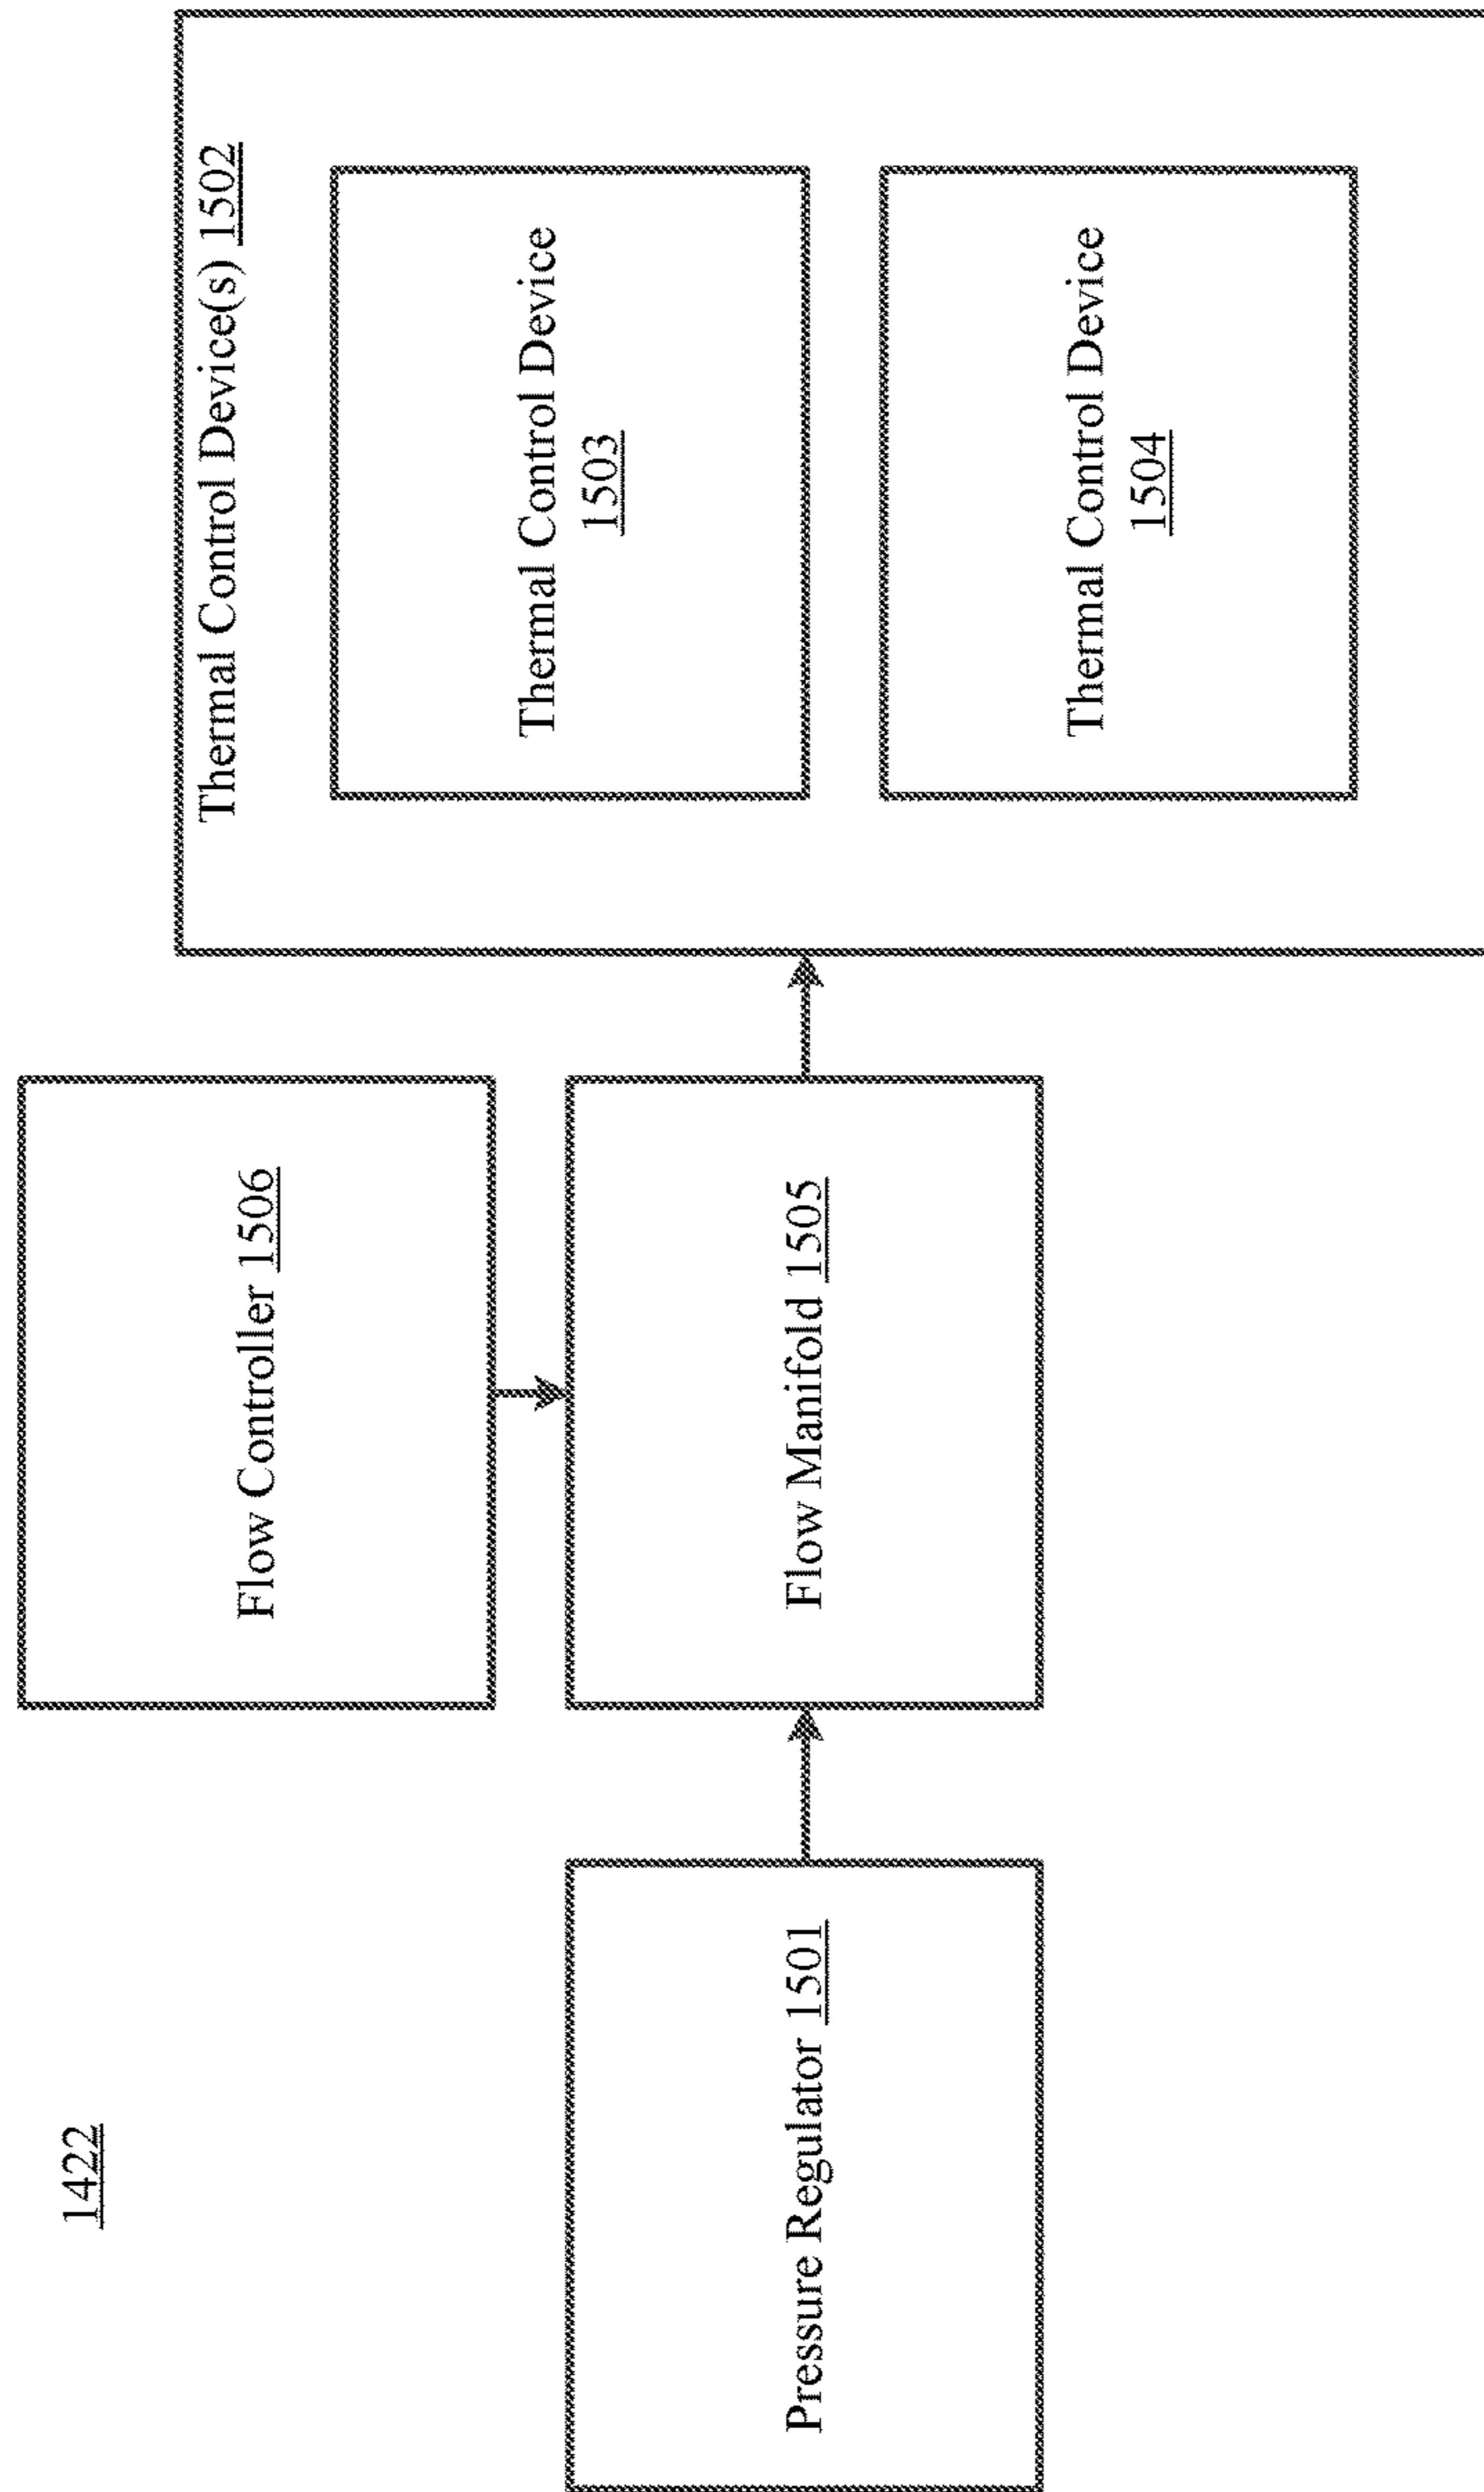 1422
Flow Controller 1506
Thermal Control Device(s) 1502
Pressure Regulator 1501
Flow Manifold 1505
Thermal Control Device
1503
Thermal Control Device
1504